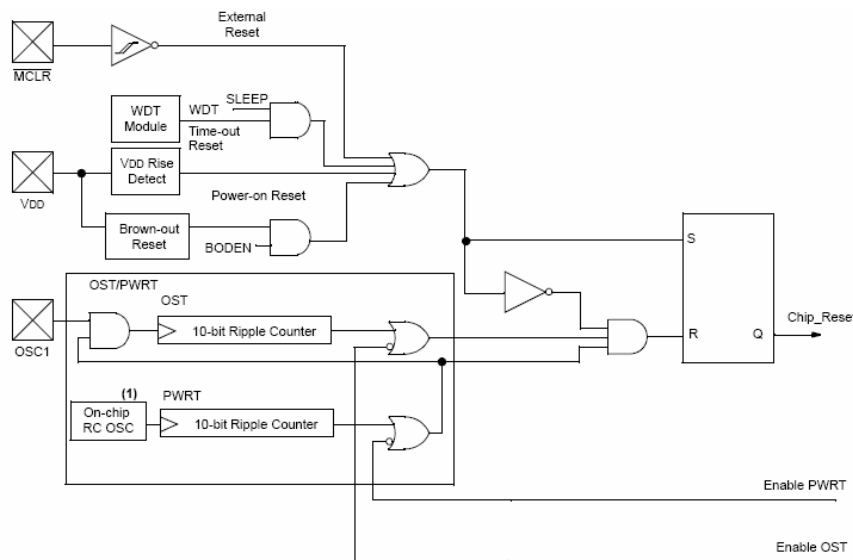 External
Reset
MCLR
SLEEP
WDT
Module
WDT
Time-out
Reset
VDD Rise
Detect
VDD
Power-on Reset
Brown-out
Reset
BODEN
OST/PWRT
OST
10-bit Ripple Counter
OSC1
S
R
Q
Chip_Reset
(1)
PWRT
On-chip
RC OSC
10-bit Ripple Counter
Enable PWRT
Enable OST